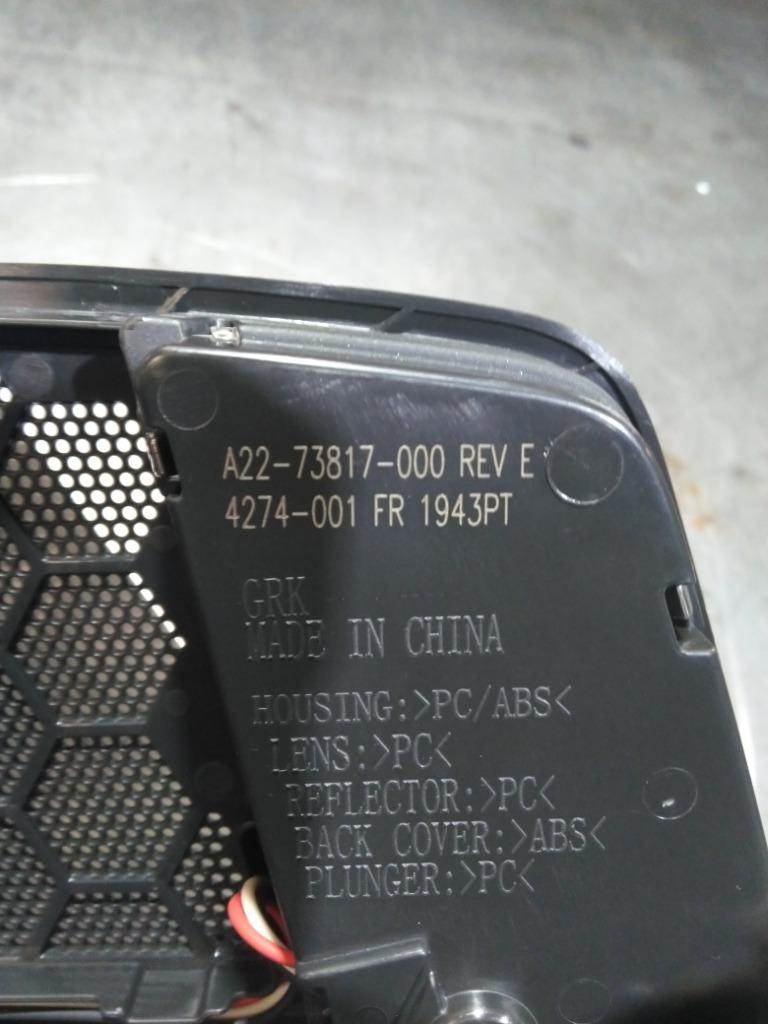 A22-73817-000 REV E
4274-001 FR 1943PT
GRK
MADE IN CHINA
HOUSING:>PC/ABS<
LENS:>PC<
REFLECTOR:>PC<
BACK COVER:>ABS<
PLUNGER:>PC<